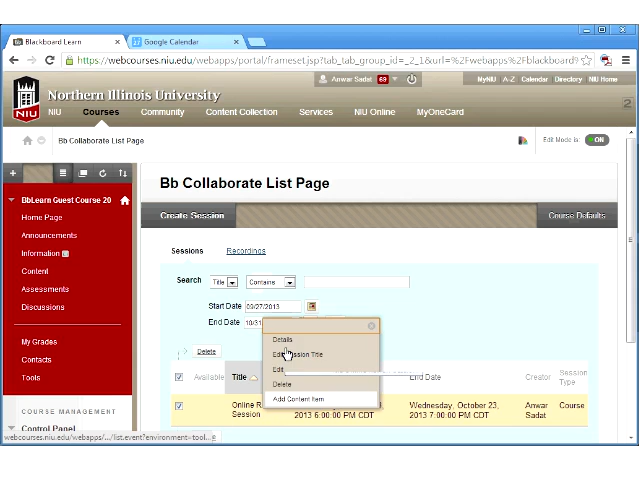 Blackboard Learn
Google Calendar
https://webcourses.niu.edu/webapps/portal/frameset.jsp?tab_tab_group_id=_2_1&url=%2Fwebapps%2Fblackboard%
Anwar Sadat 69
MyNIU A-Z Calendar Directory NIU Home
Northern Illinois University
NIU
NIU Courses Community Content Collection Services NIU Online MyOneCard
2
Bb Collaborate List Page
Edit Mode is: ON
BbLearn Guest Course 20
Home Page
Announcements
Information
Content
Assessments
Discussions
My Grades
Contacts
Tools
COURSE MANAGEMENT
Control Panel
Bb Collaborate List Page
Create Session
Course Defaults
Sessions Recordings
Search Title Contains
Start Date 09/27/2013
End Date 10/31
Details
Edit Session Title
Edit
Delete
Add Content Item
Delete
Available Title End Date Creator Session Type
Online
Session
2013 6:00:00 PM CDT
Wednesday, October 23, 2013 7:00:00 PM CDT
Anwar Sadat
Course
webcourses.niu.edu/webapps/.../list.event?environment=tool...